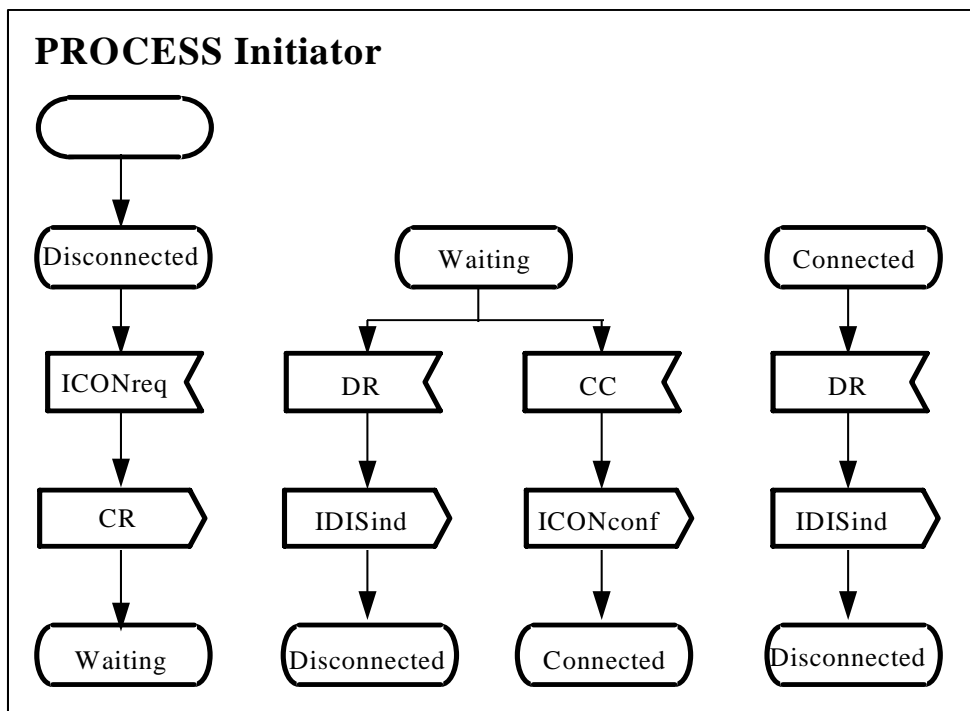 PROCESS Initiator
Disconnected
ICONreq
CR
Waiting
Waiting
DR
IDISind
Disconnected
CC
ICONconf
Connected
Connected
DR
IDISind
Disconnected